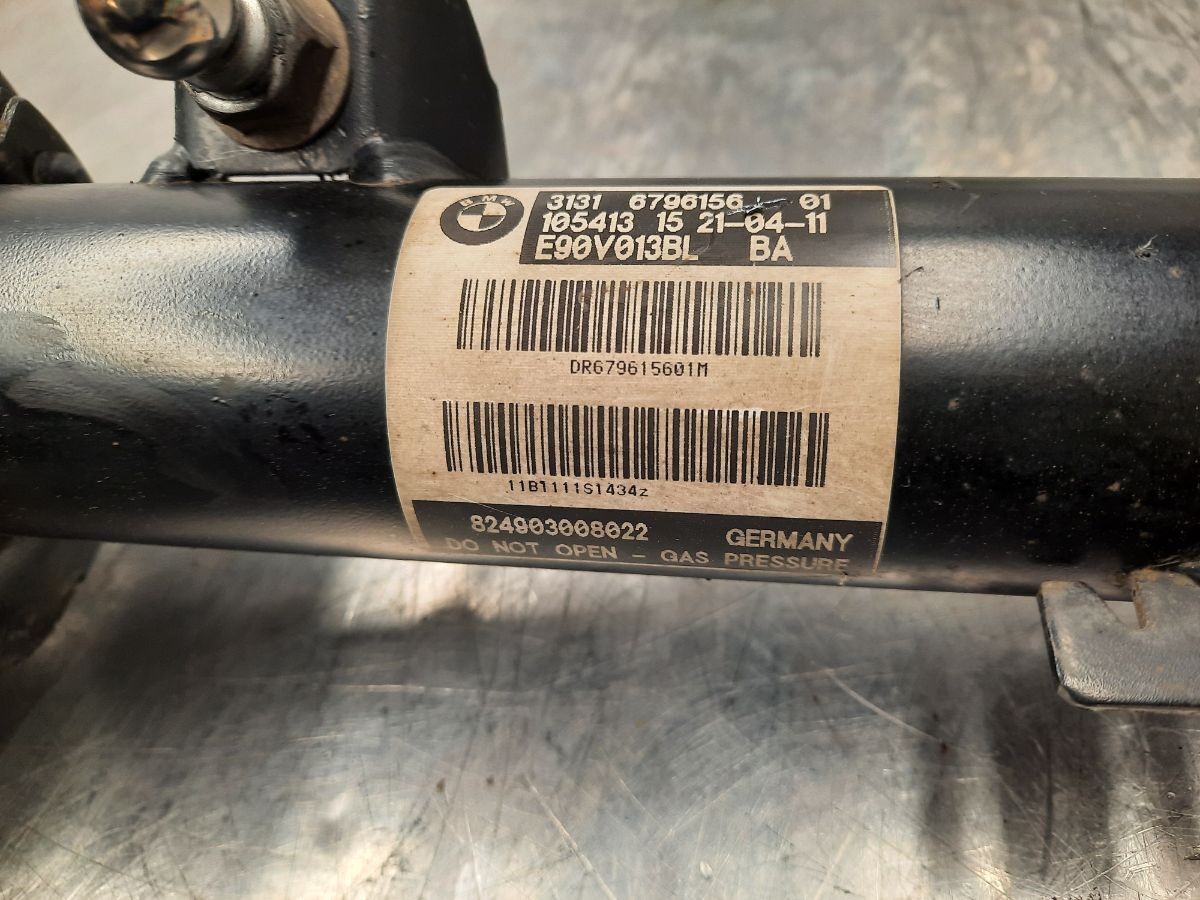 BMW
3131 6796156 01
105413 15 21-04-11
E90V013BL BA
DR679615601M
11B1111S1434z
824903008022 GERMANY
DO NOT OPEN - GAS PRESSURE